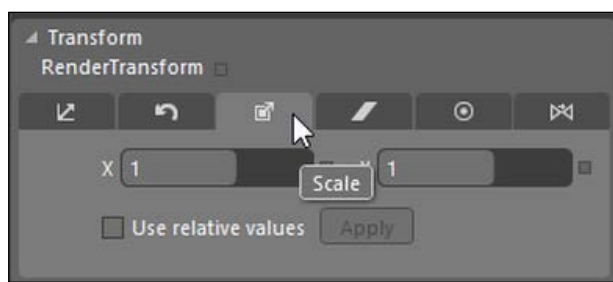 Transform
RenderTransform
X 1 Y 1
Scale
Use relative values Apply